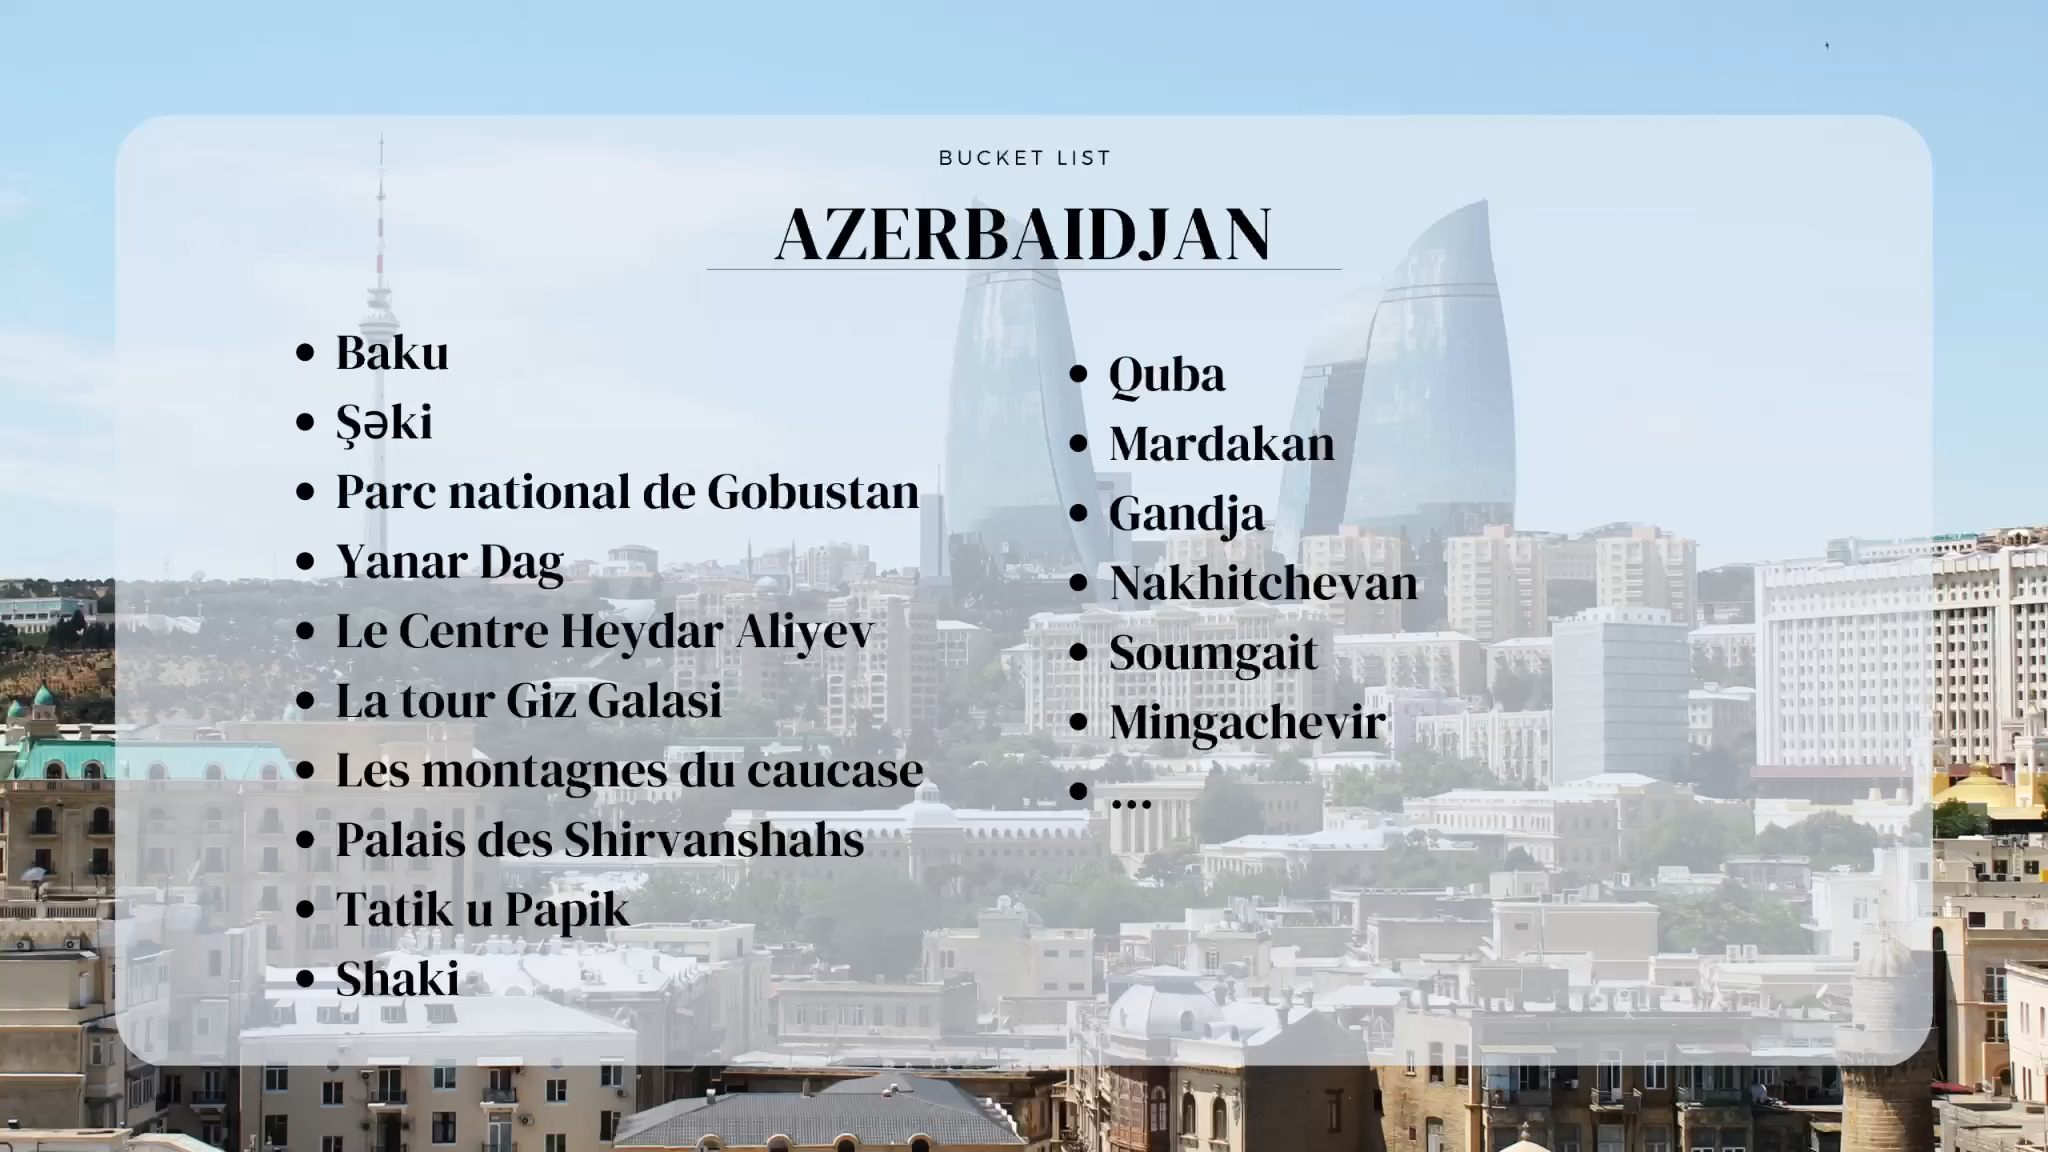 BUCKET LIST
AZERBAIDJAN
• Baku
• Şəki
• Parc national de Gobustan
• Yanar Dag
• Le Centre Heydar Aliyev
• La tour Giz Galasi
• Les montagnes du caucase
• Palais des Shirvanshahs
• Tatik u Papik
• Shaki
• Quba
• Mardakan
• Gandja
• Nakhitchevan
• Soumgait
• Mingachevir
• ...